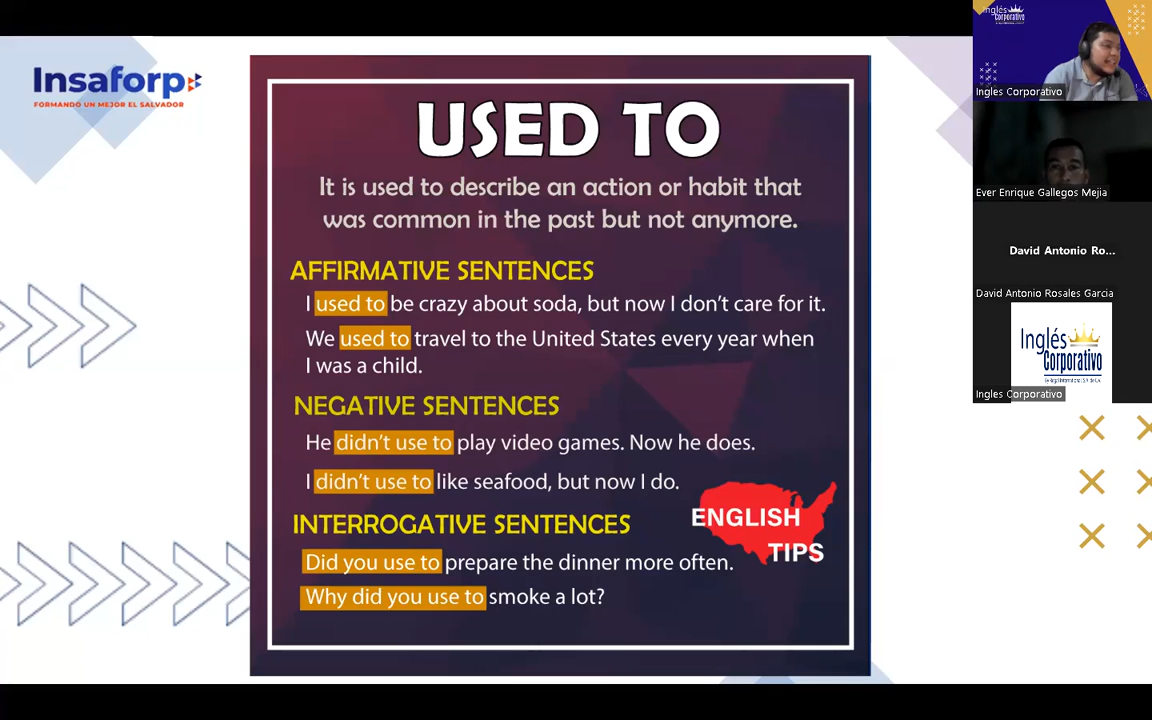 Insaforp
FORMANDO UN MEJOR EL SALVADOR
USED TO
It is used to describe an action or habit that
was common in the past but not anymore.
AFFIRMATIVE SENTENCES
I used to be crazy about soda, but now I don't care for it.
We used to travel to the United States every year when
I was a child.
NEGATIVE SENTENCES
He didn't use to play video games. Now he does.
I didn't use to like seafood, but now I do.
INTERROGATIVE SENTENCES
Did you use to prepare the dinner more often.
Why did you use to smoke a lot?
ENGLISH
TIPS
Inglés
Corporativo
Ingles Corporativo
Ever Enrique Gallegos Mejia
David Antonio Ro...
David Antonio Rosales Garcia
Inglés
Corporativo
Ingles Corporativo